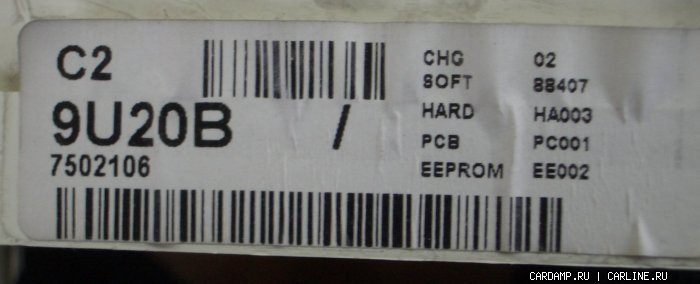 C2
9U20B /
7502106
CHG 02
SOFT 88407
HARD HA003
PCB PC001
EEPROM EE002
CARDAMP.RU | CARLINE.RU